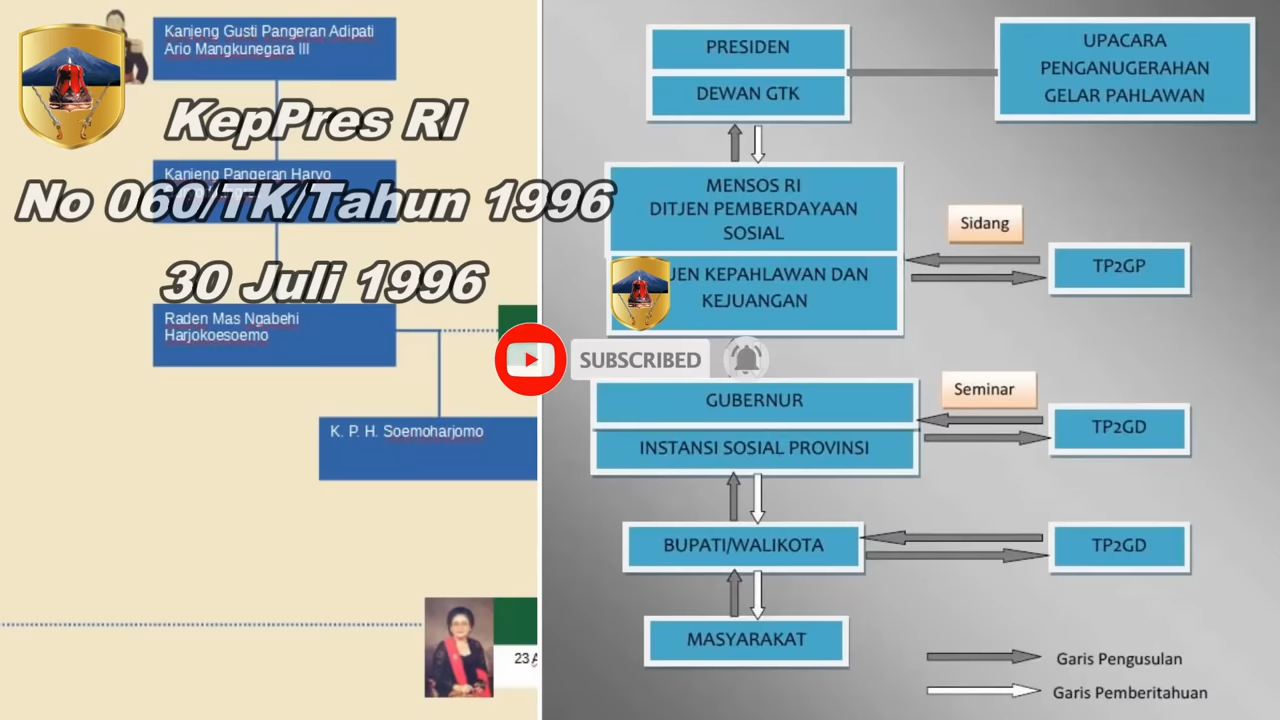 Kanjeng Gusti Pangeran Adipati
Ario Mangkunegara III
KepPres RI
Kanjeng Pangeran Haryo
No 060/TK/Tahun 1996
30 Juli 1996
Raden Mas Ngabehi
Harjokoesoemo
K. P. H. Soemoharjomo
23
PRESIDEN
DEWAN GTK
UPACARA
PENGANUGERAHAN
GELAR PAHLAWAN
MENSOS RI
DITJEN PEMBERDAYAAN
SOSIAL
Sidang
TP2GP
JEN KEPAHLAWAN DAN
KEJUANGAN
SUBSCRIBED
GUBERNUR
INSTANSI SOSIAL PROVINSI
Seminar
TP2GD
BUPATI/WALIKOTA
TP2GD
MASYARAKAT
Garis Pengusulan
Garis Pemberitahuan